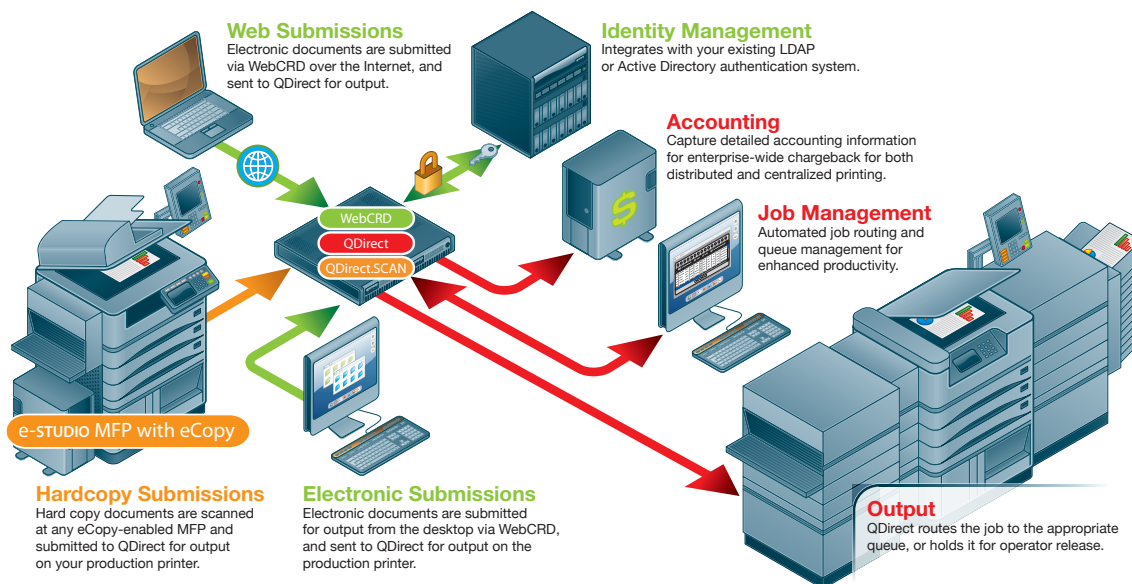 Web Submissions
Electronic documents are submitted
via WebCRD over the Internet, and
sent to QDirect for output.
Identity Management
Integrates with your existing LDAP
or Active Directory authentication system.
Accounting
Capture detailed accounting information
for enterprise-wide chargeback for both
distributed and centralized printing.
Job Management
Automated job routing and
queue management for
enhanced productivity.
WebCRD
QDirect
QDirect.SCAN
$
e-STUDIO MFP with eCopy
Hardcopy Submissions
Hard copy documents are scanned
at any eCopy-enabled MFP and
submitted to QDirect for output
on your production printer.
Electronic Submissions
Electronic documents are submitted
for output from the desktop via WebCRD,
and sent to QDirect for output on the
production printer.
Output
QDirect routes the job to the appropriate
queue, or holds it for operator release.